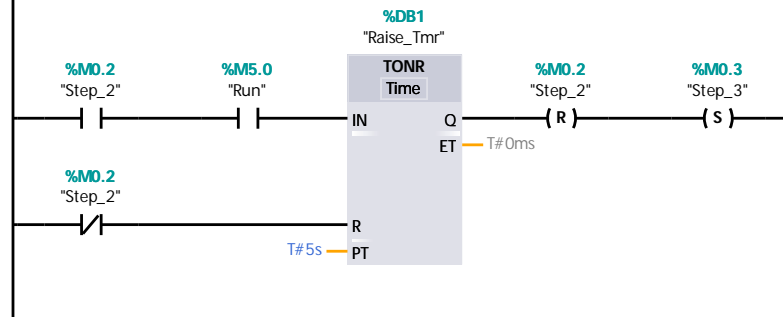 %DB1
"Raise_Tmr"
%M0.2
"Step_2"
%M5.0
"Run"
TONR
Time
%M0.2
"Step_2"
%M0.3
"Step_3"
IN
Q
R
S
ET
T#0ms
%M0.2
"Step_2"
R
T#5s
PT